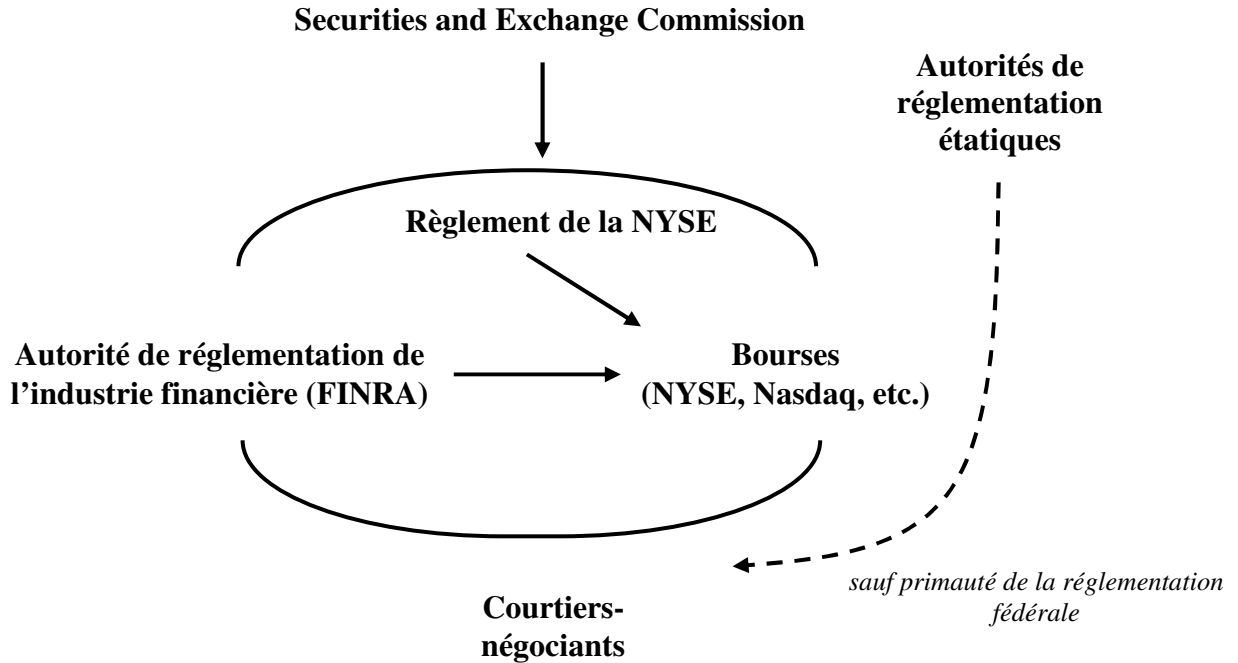 Securities and Exchange Commission
Autorités de
réglementation
étatiques
Règlement de la NYSE
Autorité de réglementation de
l’industrie financière (FINRA)
Bourses
(NYSE, Nasdaq, etc.)
sauf primauté de la réglementation
fédérale
Courtiers-
négociants